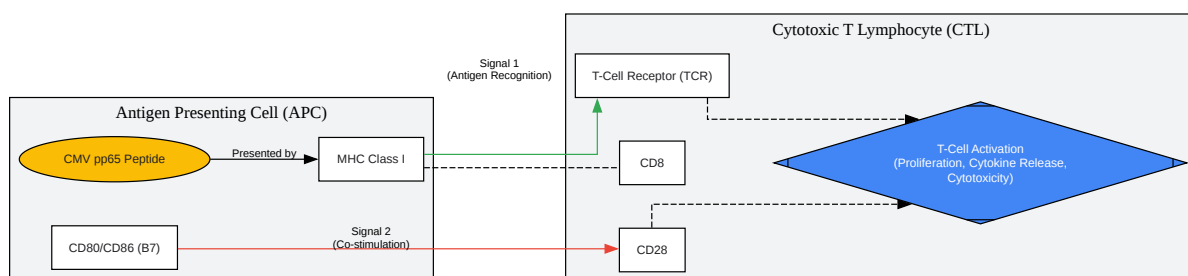 Cytotoxic T Lymphocyte (CTL)
Signal 1
(Antigen Recognition)
T-Cell Receptor (TCR)
Antigen Presenting Cell (APC)
CMV pp65 Peptide
Presented by
MHC Class I
CD8
T-Cell Activation
(Proliferation, Cytokine Release,
Cytotoxicity)
CD80/CD86 (B7)
Signal 2
(Co-stimulation)
CD28